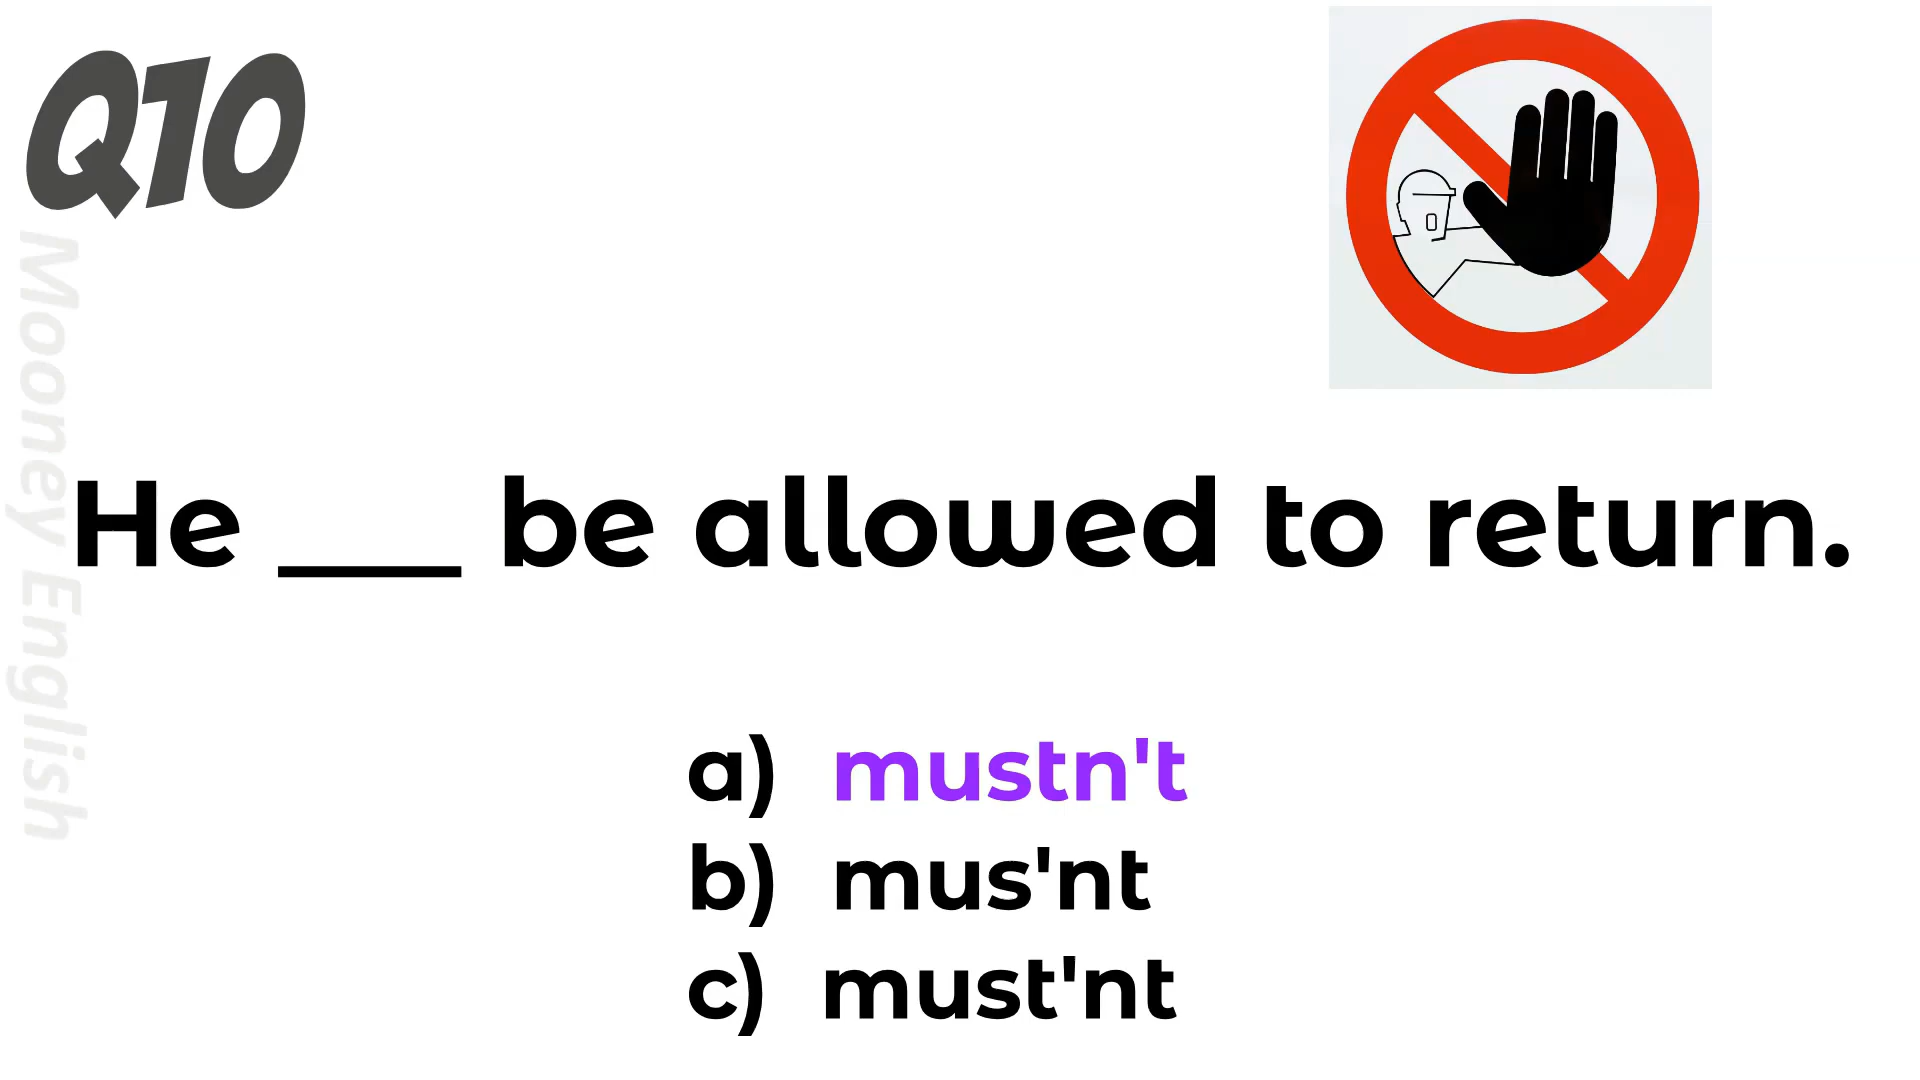 Q10
Mooney English
He ___ be allowed to return.
a) mustn't
b) mus'nt
c) must'nt